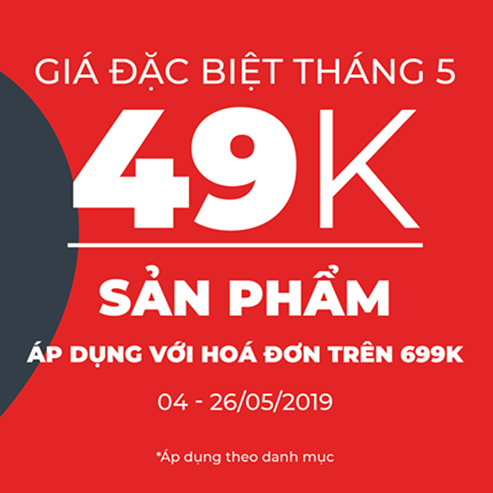 GIÁ ĐẶC BIỆT THÁNG 5
49K
SẢN PHẨM
ÁP DỤNG VỚI HOÁ ĐƠN TRÊN 699K
04 - 26/05/2019
*Áp dụng theo danh mục